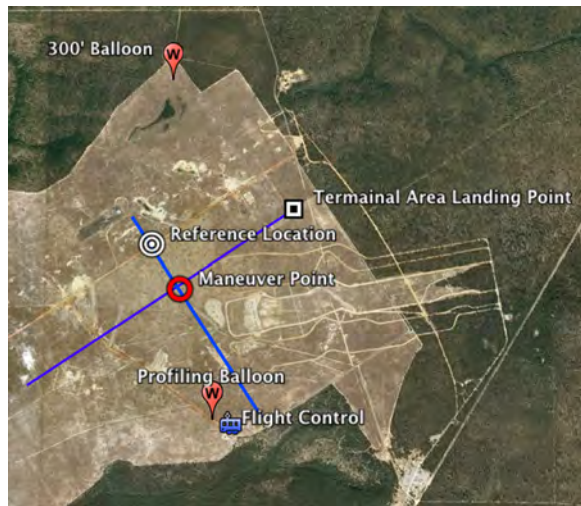 300' Balloon
W
Termainal Area Landing Point
Reference Location
Maneuver Point
Profiling Balloon
W
Flight Control